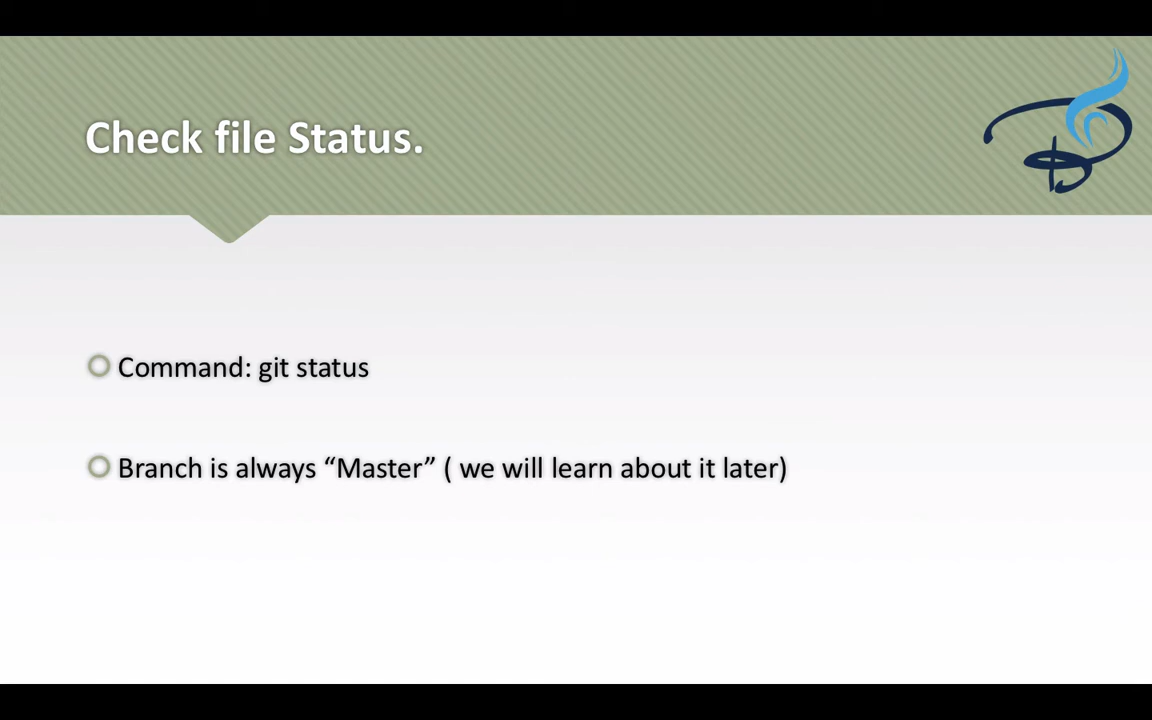 Check file Status.
Command: git status
Branch is always “Master” ( we will learn about it later)